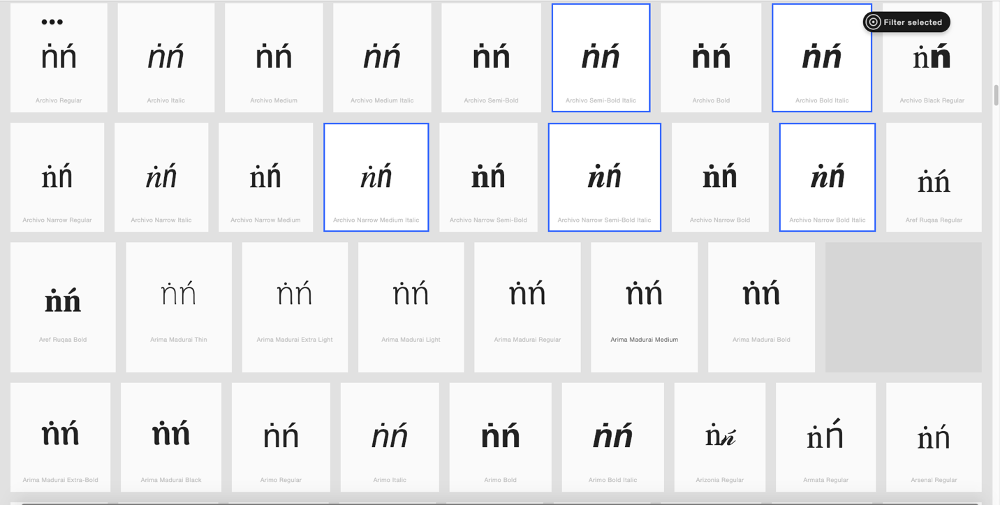 Filter selected
ṅń ṅń ṅń ṅń ṅń ṅń ṅń ṅń ṅń
Archivo Regular Archivo Italic Archivo Medium Archivo Medium Italic Archivo Semi-Bold Archivo Semi-Bold Italic Archivo Bold Archivo Bold Italic Archivo Black Regular
ṅń ṅń ṅń ṅń ṅń ṅń ṅń ṅń ṅń
Archivo Narrow Regular Archivo Narrow Italic Archivo Narrow Medium Archivo Narrow Medium Italic Archivo Narrow Semi-Bold Archivo Narrow Semi-Bold Italic Archivo Narrow Bold Archivo Narrow Bold Italic Aref Ruqaa Regular
ṅń ṅń ṅń ṅń ṅń ṅń ṅń
Aref Ruqaa Bold Arima Madurai Thin Arima Madurai Extra Light Arima Madurai Light Arima Madurai Regular Arima Madurai Medium Arima Madurai Bold
ṅń ṅń ṅń ṅń ṅń ṅń ṅń ṅń ṅń
Arima Madurai Extra-Bold Arima Madurai Black Arimo Regular Arimo Italic Arimo Bold Arimo Bold Italic Arizonia Regular Armata Regular Arsenal Regular